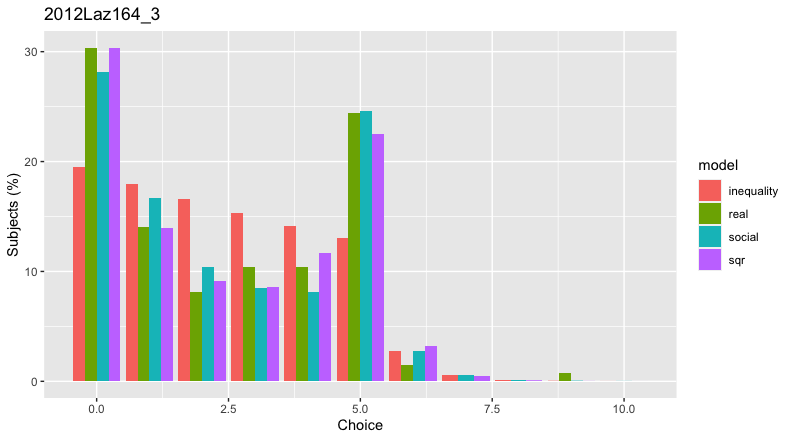 2012Laz164_3
Subjects (%)
30
20
10
0
0.0 2.5 5.0 7.5 10.0
Choice
model
inequality
real
social
sqr